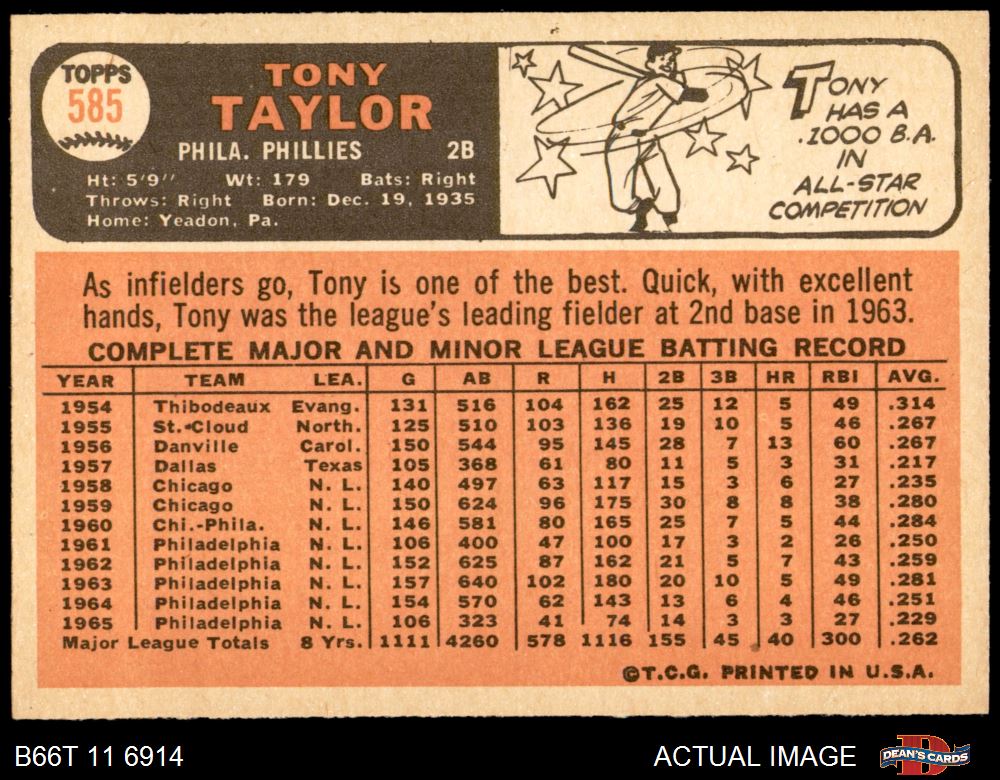 TOPPS
585
TONY
TAYLOR
PHILA. PHILLIES 2B
Ht: 5'9" Wt: 179 Bats: Right
Throws: Right Born: Dec. 19, 1935
Home: Yeadon, Pa.
TONY
HAS A
.1000 B.A.
IN
ALL-STAR
COMPETITION
As infielders go, Tony is one of the best. Quick, with excellent
hands, Tony was the league's leading fielder at 2nd base in 1963.
COMPLETE MAJOR AND MINOR LEAGUE BATTING RECORD
YEAR TEAM LEA. G AB R H 2B 3B HR RBI AVG.
1954 Thibodeaux Evang. 131 516 104 162 25 12 5 49 .314
1955 St. Cloud North. 125 510 103 136 19 10 5 46 .267
1956 Danville Carol. 150 544 95 145 28 7 13 60 .267
1957 Dallas Texas 105 368 61 80 11 5 3 31 .217
1958 Chicago N. L. 140 497 63 117 15 3 6 27 .235
1959 Chicago N. L. 150 624 96 175 30 8 8 38 .280
1960 Chi.-Phila. N. L. 146 581 80 165 25 7 5 44 .284
1961 Philadelphia N. L. 106 400 47 100 17 3 2 26 .250
1962 Philadelphia N. L. 152 625 87 162 21 5 7 43 .259
1963 Philadelphia N. L. 157 640 102 180 20 10 5 49 .281
1964 Philadelphia N. L. 154 570 62 143 13 6 4 46 .251
1965 Philadelphia N. L. 106 323 41 74 14 3 3 27 .229
Major League Totals 8 Yrs. 1111 4260 578 1116 155 45 40 300 .262
©T.C.G. PRINTED IN U.S.A.
B66T 11 6914 ACTUAL IMAGE DEAN'S CARDS